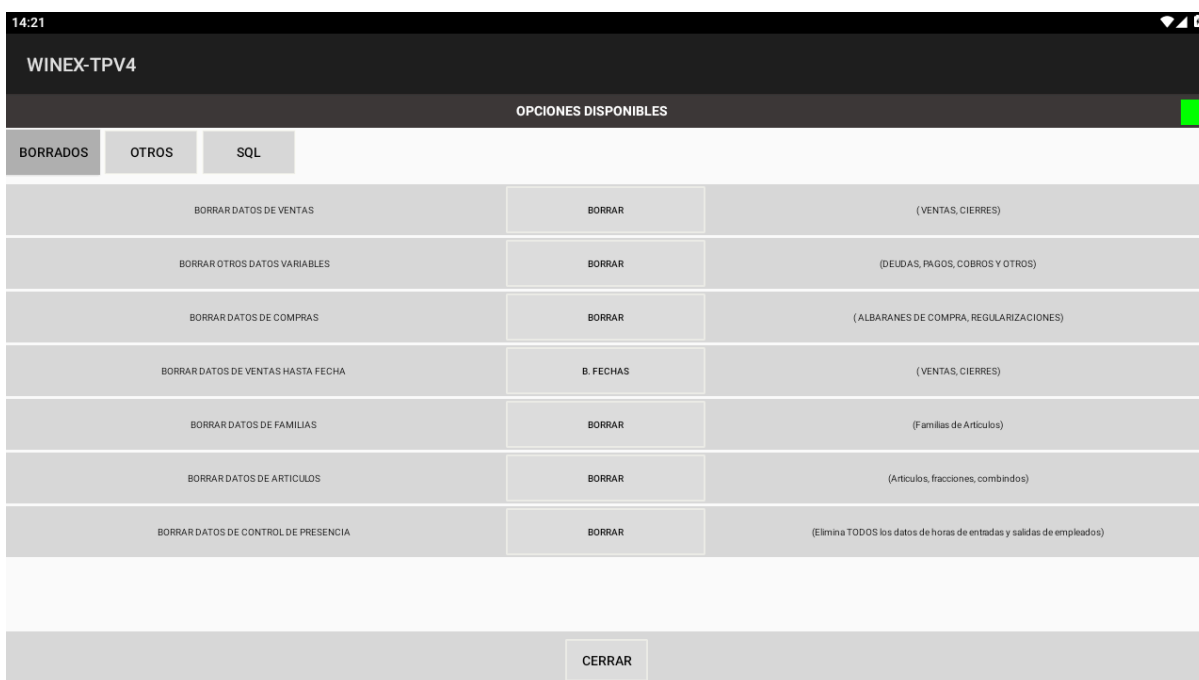 14:21
WINEX-TPV4
OPCIONES DISPONIBLES
BORRADOS OTROS SQL
BORRAR DATOS DE VENTAS BORRAR ( VENTAS, CIERRES)
BORRAR OTROS DATOS VARIABLES BORRAR (DEUDAS, PAGOS, COBROS Y OTROS)
BORRAR DATOS DE COMPRAS BORRAR ( ALBARANES DE COMPRA, REGULARIZACIONES)
BORRAR DATOS DE VENTAS HASTA FECHA B. FECHAS ( VENTAS, CIERRES)
BORRAR DATOS DE FAMILIAS BORRAR (Familias de Articulos)
BORRAR DATOS DE ARTICULOS BORRAR (Articulos, fracciones, combindos)
BORRAR DATOS DE CONTROL DE PRESENCIA BORRAR (Elimina TODOS los datos de horas de entradas y salidas de empleados)
CERRAR